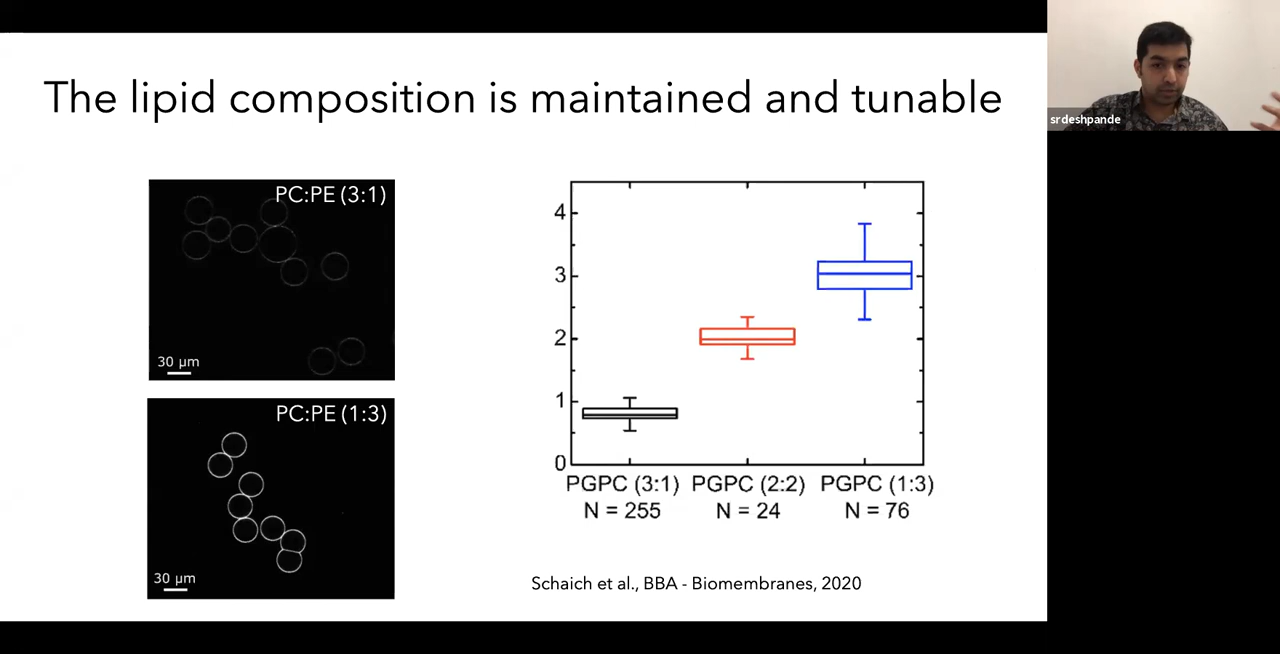 The lipid composition is maintained and tunable
srdeshpande
PC:PE (3:1)
30 µm
PC:PE (1:3)
30 µm
4
3
2
1
0
PGPC (3:1) PGPC (2:2) PGPC (1:3)
N = 255 N = 24 N = 76
Schaich et al., BBA - Biomembranes, 2020